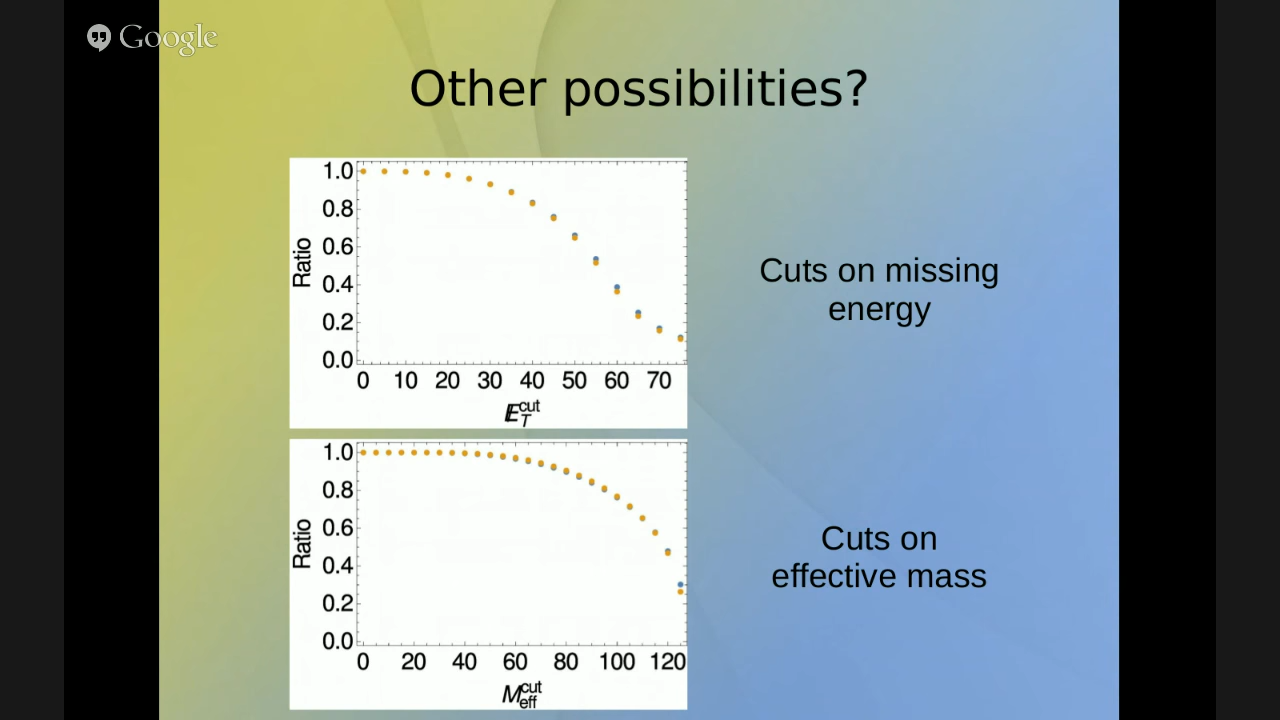 Google
Other possibilities?
1.0
0.8
0.6
0.4
0.2
0.0
Ratio
0 10 20 30 40 50 60 70
E̸_T^cut
Cuts on missing
energy
1.0
0.8
0.6
0.4
0.2
0.0
Ratio
0 20 40 60 80 100 120
M_eff^cut
Cuts on
effective mass